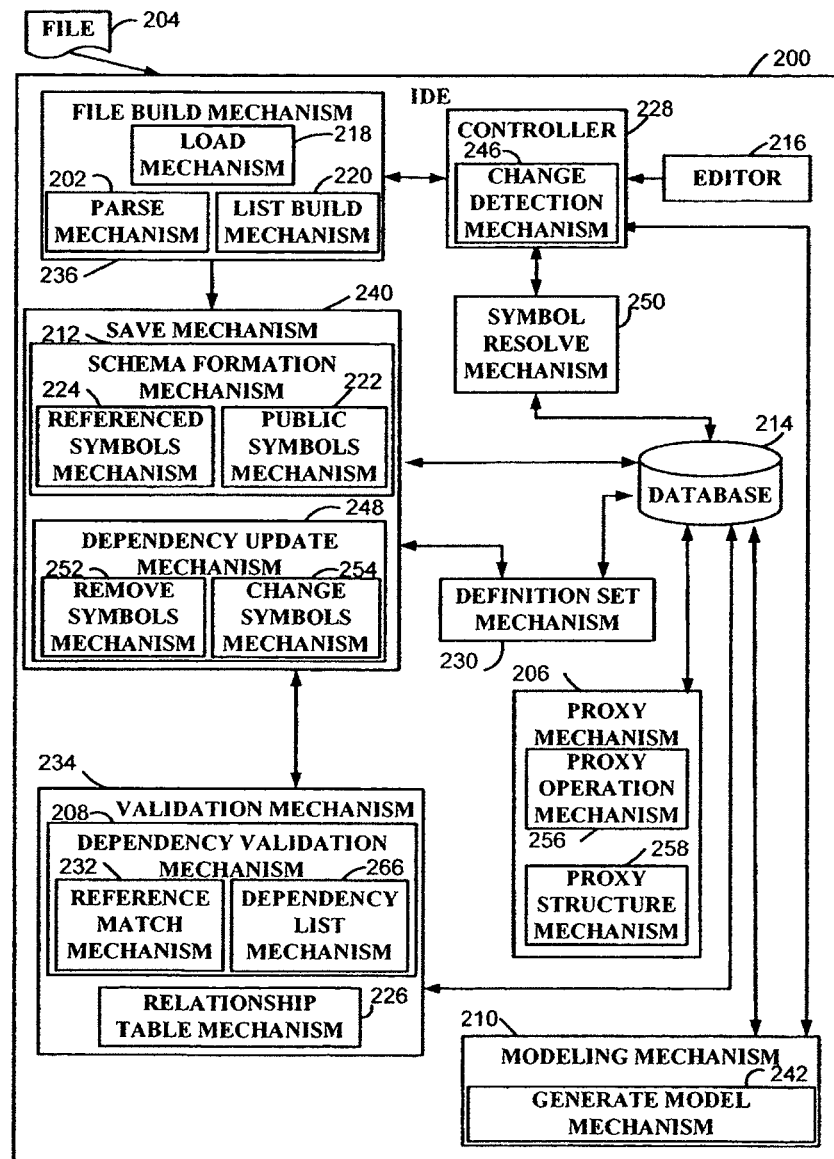 FILE
204
200
IDE
FILE BUILD MECHANISM
218
LOAD
MECHANISM
202
220
PARSE
MECHANISM
LIST BUILD
MECHANISM
236
CONTROLLER
228
246
CHANGE
DETECTION
MECHANISM
216
EDITOR
240
SAVE MECHANISM
212
SCHEMA FORMATION
MECHANISM
224
222
REFERENCED
SYMBOLS
MECHANISM
PUBLIC
SYMBOLS
MECHANISM
250
SYMBOL
RESOLVE
MECHANISM
214
DATABASE
248
DEPENDENCY UPDATE
MECHANISM
252
254
REMOVE
SYMBOLS
MECHANISM
CHANGE
SYMBOLS
MECHANISM
DEFINITION SET
MECHANISM
230
206
PROXY
MECHANISM
PROXY
OPERATION
MECHANISM
256
258
PROXY
STRUCTURE
MECHANISM
234
VALIDATION MECHANISM
208
DEPENDENCY VALIDATION
MECHANISM
232
266
REFERENCE
MATCH
MECHANISM
DEPENDENCY
LIST
MECHANISM
RELATIONSHIP
TABLE MECHANISM
226
210
MODELING MECHANISM
242
GENERATE MODEL
MECHANISM